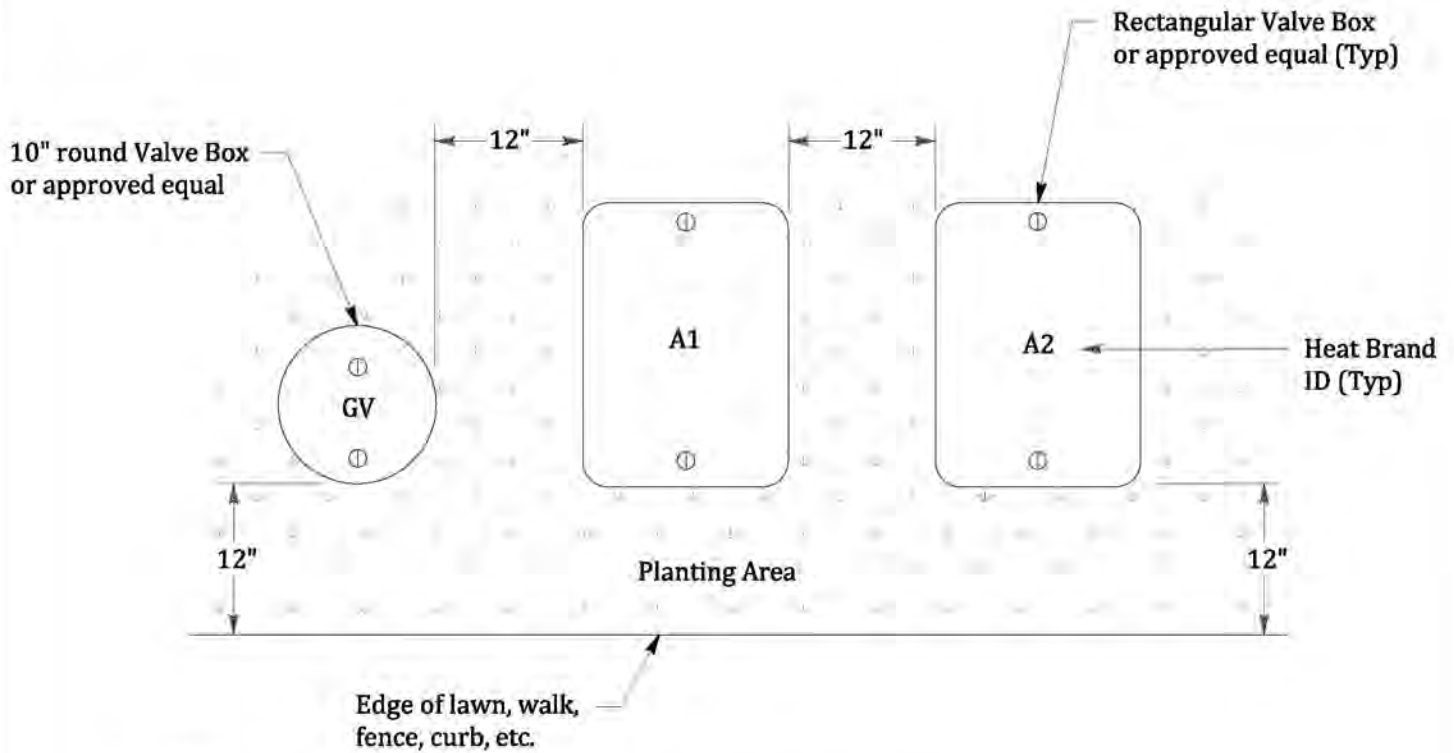 Rectangular Valve Box
or approved equal (Typ)
12"
12"
10" round Valve Box
or approved equal
A1
A2
Heat Brand
ID (Typ)
GV
12"
Planting Area
12"
Edge of lawn, walk,
fence, curb, etc.